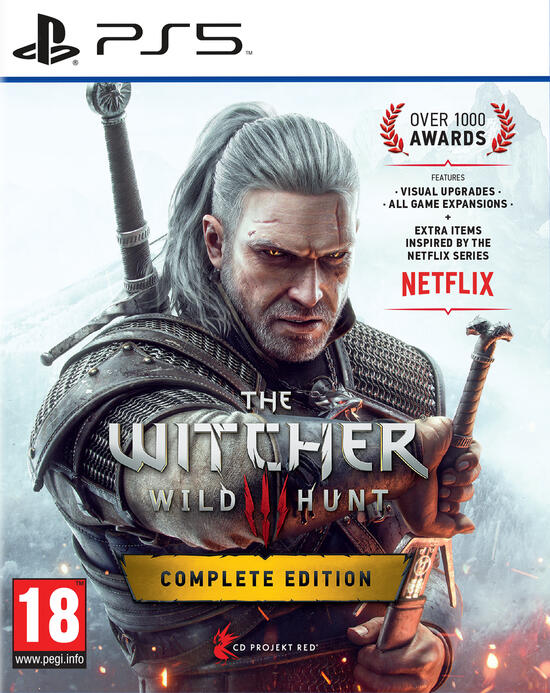 PS5
OVER 1000
AWARDS
FEATURES
· VISUAL UPGRADES ·
· ALL GAME EXPANSIONS ·
+
EXTRA ITEMS
INSPIRED BY THE
NETFLIX SERIES
NETFLIX
THE
WITCHER
WILD III HUNT
COMPLETE EDITION
18
www.pegi.info
CD PROJEKT RED®